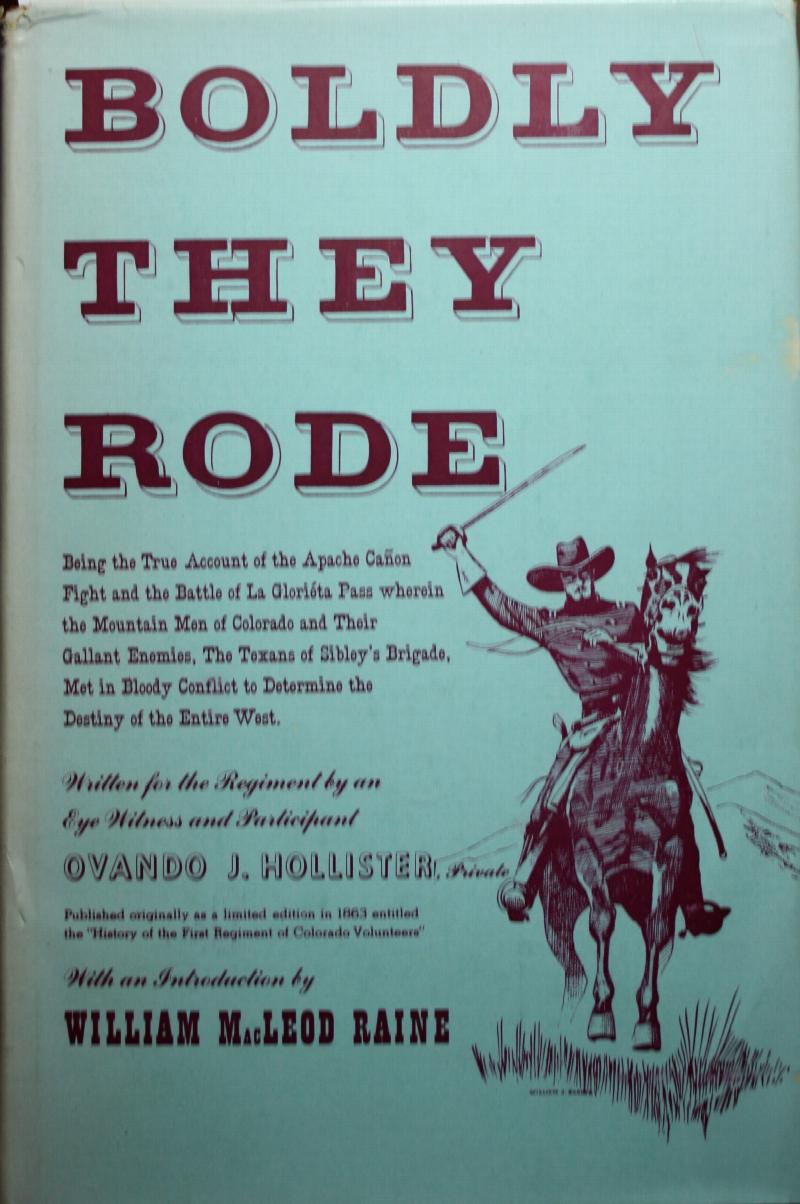 BOLDLY
THEY
RODE
Being the True Account of the Apache Cañon
Fight and the Battle of La Gloriéta Pass wherein
the Mountain Men of Colorado and Their
Gallant Enemies, The Texans of Sibley's Brigade,
Met in Bloody Conflict to Determine the
Destiny of the Entire West.
Written for the Regiment by an
Eye Witness and Participant
OVANDO J. HOLLISTER, Private
Published originally as a limited edition in 1863 entitled
the "History of the First Regiment of Colorado Volunteers"
With an Introduction by
WILLIAM MacLEOD RAINE